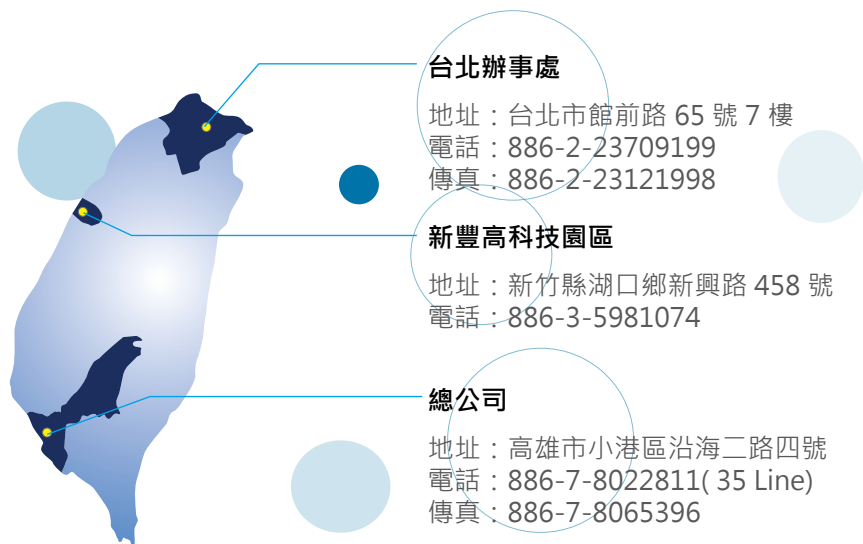 台北辦事處
地址：台北市館前路 65 號 7 樓
電話：886-2-23709199
傳真：886-2-23121998
新豐高科技園區
地址：新竹縣湖口鄉新興路 458 號
電話：886-3-5981074
總公司
地址：高雄市小港區沿海二路四號
電話：886-7-8022811( 35 Line)
傳真：886-7-8065396